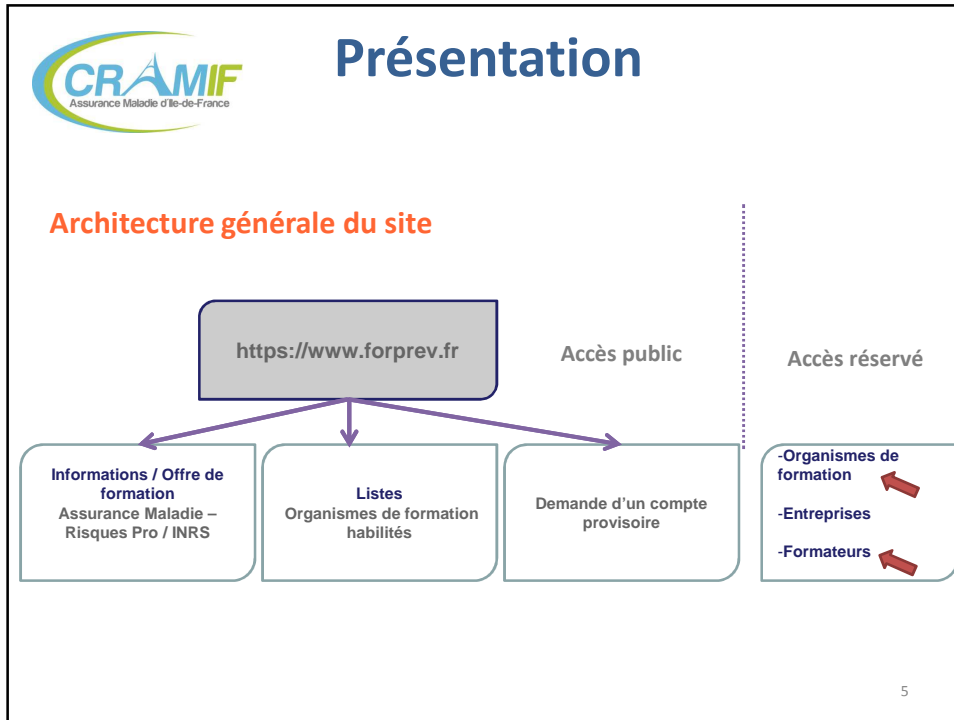 CRAMIF
Assurance Maladie d'Ile-de-France
Présentation
Architecture générale du site
https://www.forprev.fr
Accès public
Accès réservé
Informations / Offre de
formation
Assurance Maladie –
Risques Pro / INRS
Listes
Organismes de formation
habilités
Demande d'un compte
provisoire
-Organismes de
formation
-Entreprises
-Formateurs
5